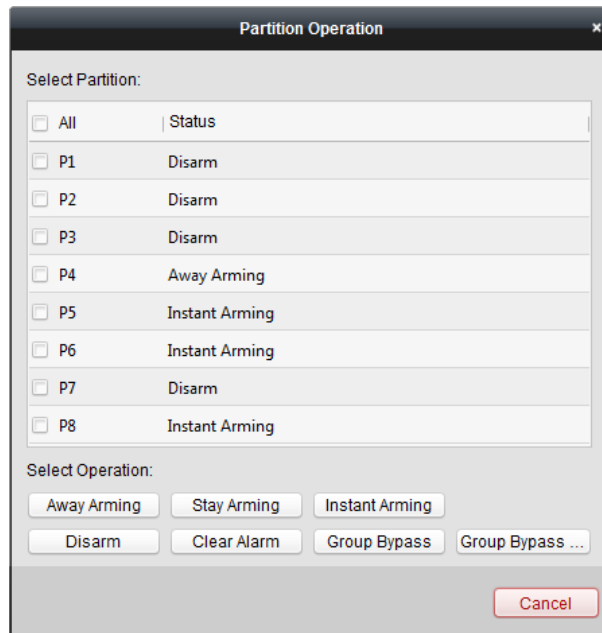 Partition Operation ×
Select Partition:
All Status
P1 Disarm
P2 Disarm
P3 Disarm
P4 Away Arming
P5 Instant Arming
P6 Instant Arming
P7 Disarm
P8 Instant Arming
Select Operation:
Away Arming Stay Arming Instant Arming
Disarm Clear Alarm Group Bypass Group Bypass ...
Cancel